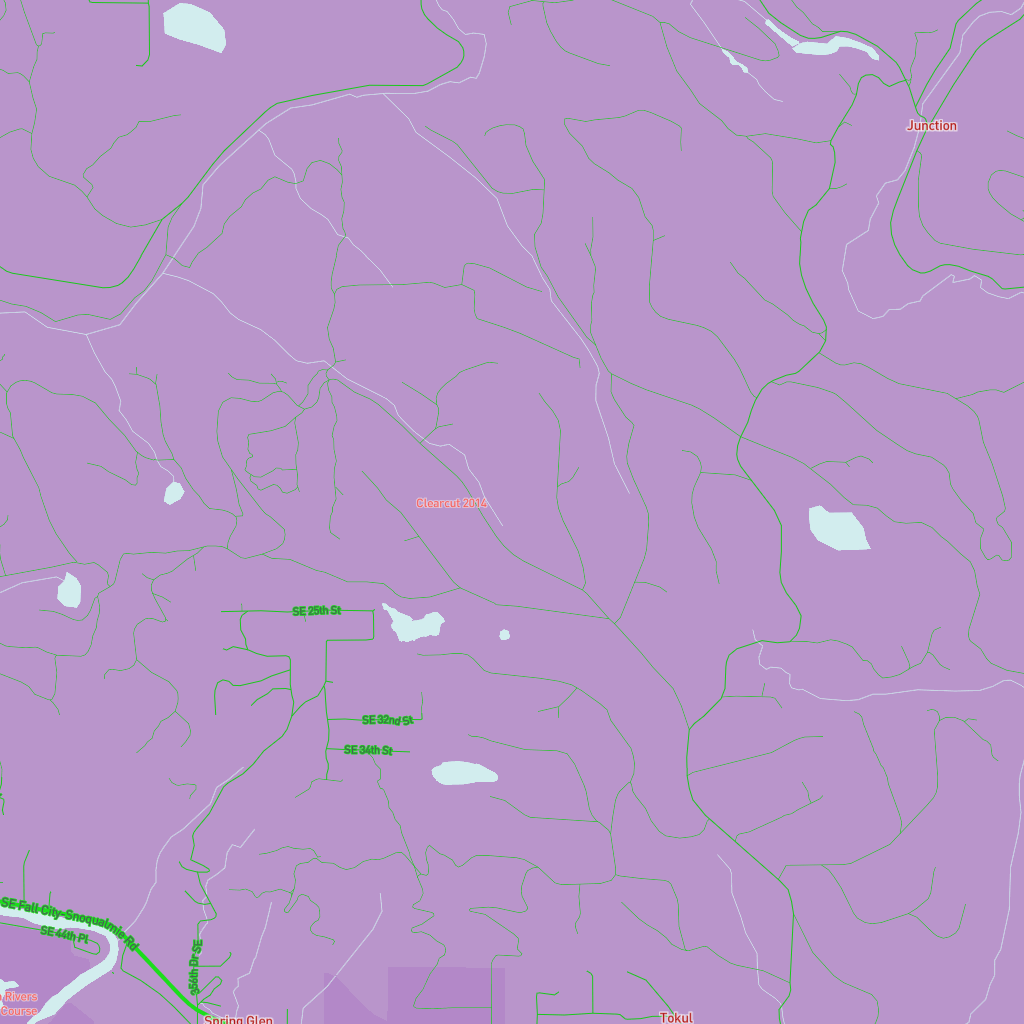 Junction
Clearcut 2014
SE 25th St
SE 32nd St
SE 34th St
SE Fall City-Snoqualmie Rd
SE 44th Pl
356th Dr SE
Rivers
Course
Spring Glen
Tokul